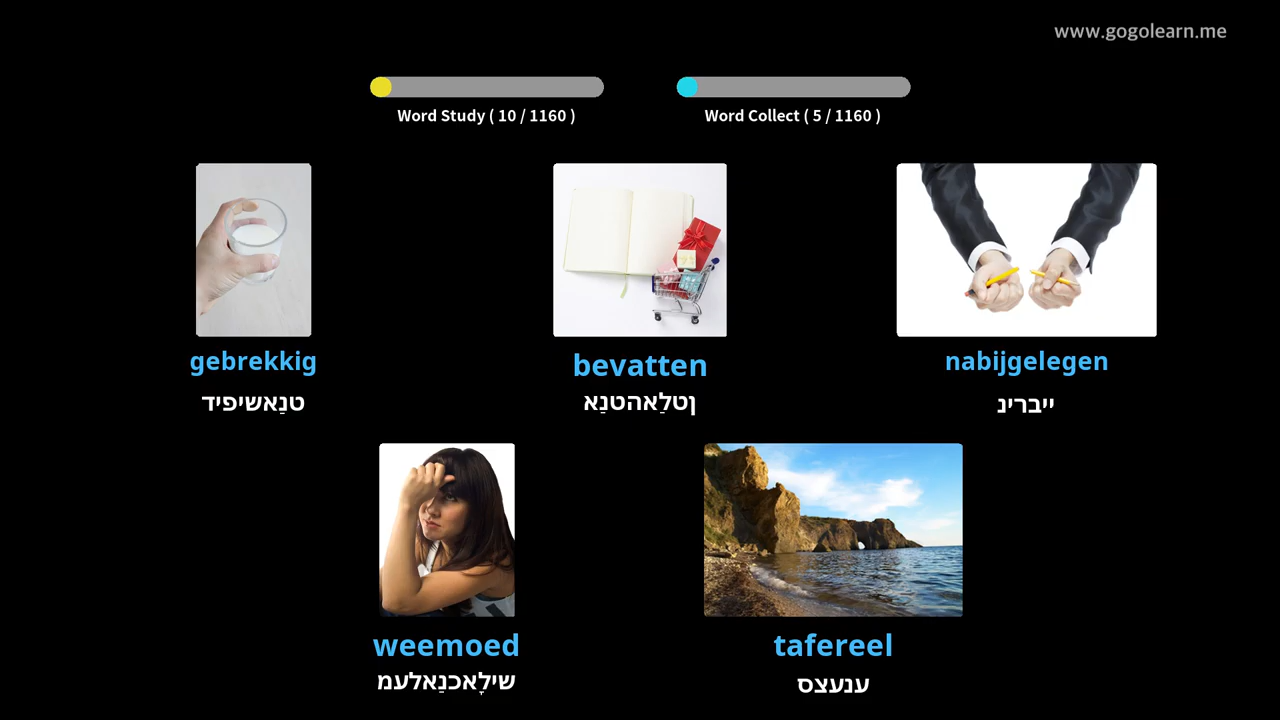 www.gogolearn.me
Word Study ( 10 / 1160 )
Word Collect ( 5 / 1160 )
gebrekkig
טנַאשיפיד
bevatten
ןטלַאהטנַא
nabijgelegen
ייברינ
weemoed
שילָאכנַאלעמ
tafereel
ענעצס